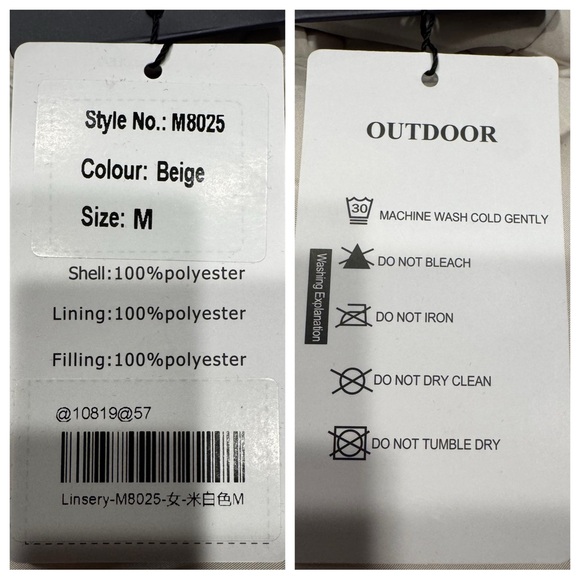 Style No.: M8025
Colour: Beige
Size: M
Shell:100%polyester
Lining:100%polyester
Filling:100%polyester
@10819@57
Linsery-M8025-女-米白色M
OUTDOOR
Washing Explanation
30
MACHINE WASH COLD GENTLY
DO NOT BLEACH
DO NOT IRON
DO NOT DRY CLEAN
DO NOT TUMBLE DRY